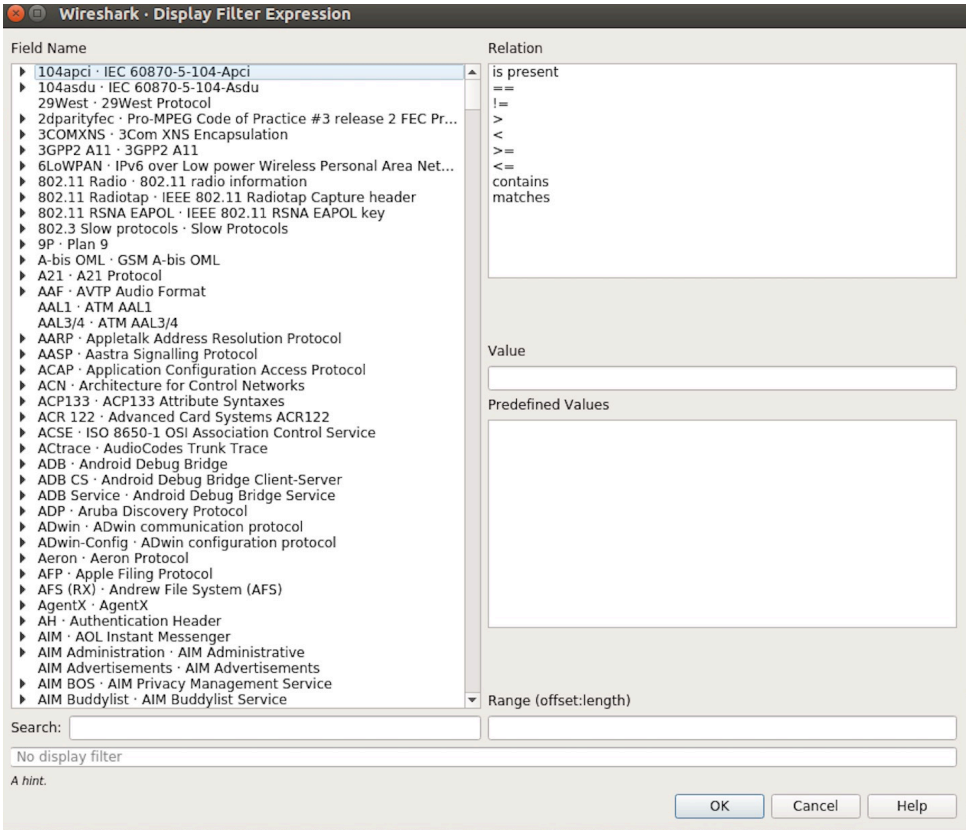 Wireshark · Display Filter Expression
Field Name
104apci · IEC 60870-5-104-Apci
104asdu · IEC 60870-5-104-Asdu
29West · 29West Protocol
2dparityfec · Pro-MPEG Code of Practice #3 release 2 FEC Pr...
3COMXNS · 3Com XNS Encapsulation
3GPP2 A11 · 3GPP2 A11
6LoWPAN · IPv6 over Low power Wireless Personal Area Net...
802.11 Radio · 802.11 radio information
802.11 Radiotap · IEEE 802.11 Radiotap Capture header
802.11 RSNA EAPOL · IEEE 802.11 RSNA EAPOL key
802.3 Slow protocols · Slow Protocols
9P · Plan 9
A-bis OML · GSM A-bis OML
A21 · A21 Protocol
AAF · AVTP Audio Format
AAL1 · ATM AAL1
AAL3/4 · ATM AAL3/4
AARP · Appletalk Address Resolution Protocol
AASP · Aastra Signalling Protocol
ACAP · Application Configuration Access Protocol
ACN · Architecture for Control Networks
ACP133 · ACP133 Attribute Syntaxes
ACR 122 · Advanced Card Systems ACR122
ACSE · ISO 8650-1 OSI Association Control Service
ACtrace · AudioCodes Trunk Trace
ADB · Android Debug Bridge
ADB CS · Android Debug Bridge Client-Server
ADB Service · Android Debug Bridge Service
ADP · Aruba Discovery Protocol
ADwin · ADwin communication protocol
ADwin-Config · ADwin configuration protocol
Aeron · Aeron Protocol
AFP · Apple Filing Protocol
AFS (RX) · Andrew File System (AFS)
AgentX · AgentX
AH · Authentication Header
AIM · AOL Instant Messenger
AIM Administration · AIM Administrative
AIM Advertisements · AIM Advertisements
AIM BOS · AIM Privacy Management Service
AIM Buddylist · AIM Buddylist Service
Search:
No display filter
A hint.
Relation
is present
==
!=
>
<
>=
<=
contains
matches
Value
Predefined Values
Range (offset:length)
OK
Cancel
Help